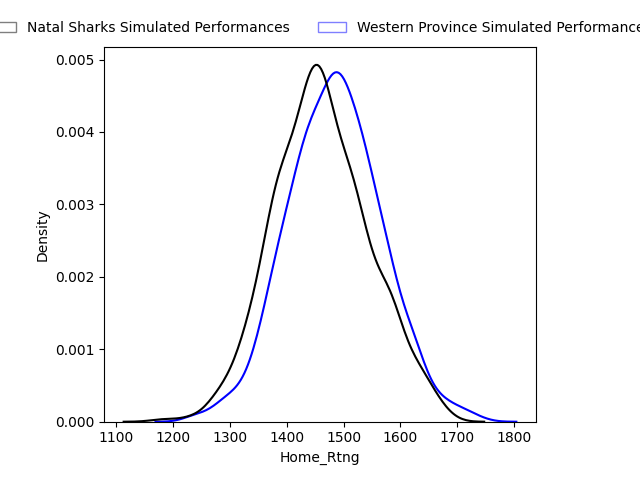 Natal Sharks Simulated Performances Western Province Simulated Performance
0.005
0.004
0.003
0.002
0.001
0.000
Density
1100 1200 1300 1400 1500 1600 1700 1800
Home_Rtng